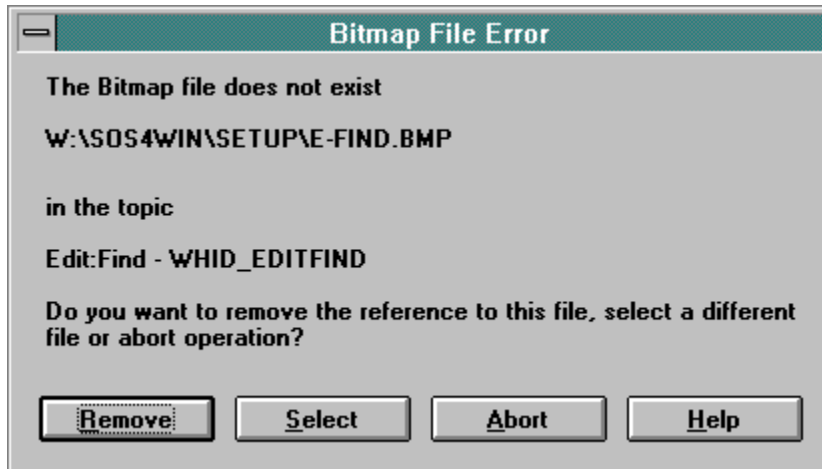 Bitmap File Error
The Bitmap file does not exist
W:\SOS4WIN\SETUP\E-FIND.BMP
in the topic
Edit:Find - WHID_EDITFIND
Do you want to remove the reference to this file, select a different
file or abort operation?
Remove Select Abort Help